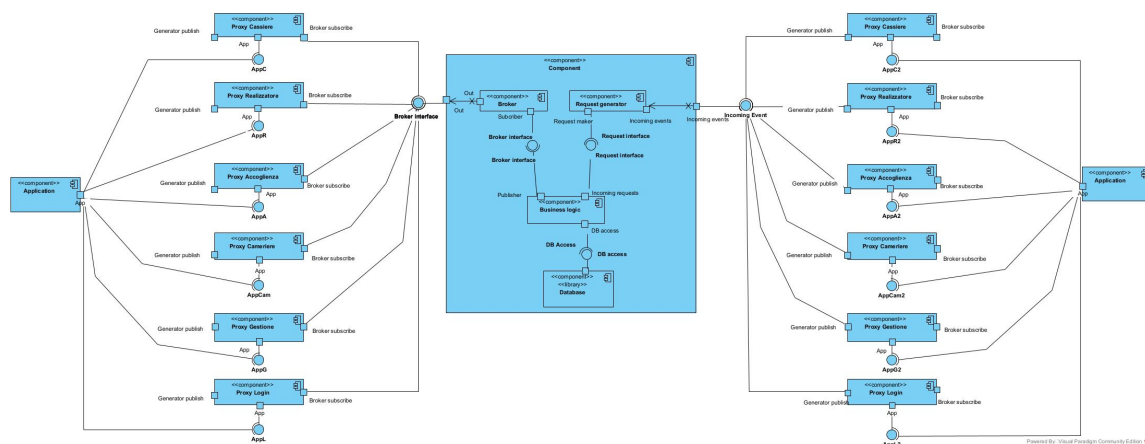 <<component>>
Application
App
<<component>>
Proxy Cassiere
Generator publish
Broker subscribe
App
AppC
<<component>>
Proxy Realizzatore
Generator publish
Broker subscribe
App
AppR
<<component>>
Proxy Accoglienza
Generator publish
Broker subscribe
App
AppA
<<component>>
Proxy Cameriere
Generator publish
Broker subscribe
App
AppCam
<<component>>
Proxy Gestione
Generator publish
Broker subscribe
App
AppG
<<component>>
Proxy Login
Generator publish
Broker subscribe
App
AppL
Broker interface
<<component>>
Component
Out
Out
<<component>>
Broker
Subcriber
<<component>>
Request generator
Request maker
Incoming events
Incoming events
Broker interface
Broker interface
Request interface
Request interface
Publisher
Incoming requests
<<component>>
Business logic
DB access
DB Access
DB access
<<component>>
<<library>>
Database
Incoming Event
<<component>>
Proxy Cassiere
Generator publish
Broker subscribe
App
AppC2
<<component>>
Proxy Realizzatore
Generator publish
Broker subscribe
App
AppR2
<<component>>
Proxy Accoglienza
Generator publish
Broker subscribe
App
AppA2
<<component>>
Proxy Cameriere
Generator publish
Broker subscribe
App
AppCam2
<<component>>
Proxy Gestione
Generator publish
Broker subscribe
App
AppG2
<<component>>
Proxy Login
Generator publish
Broker subscribe
App
<<component>>
Application
App
Powered By Visual Paradigm Community Edition